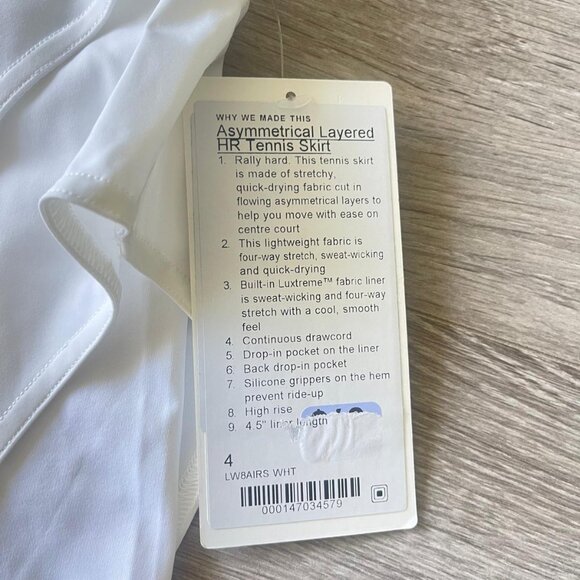 WHY WE MADE THIS
Asymmetrical Layered
HR Tennis Skirt
1. Rally hard. This tennis skirt
is made of stretchy,
quick-drying fabric cut in
flowing asymmetrical layers to
help you move with ease on
centre court
2. This lightweight fabric is
four-way stretch, sweat-wicking
and quick-drying
3. Built-in Luxtreme™ fabric liner
is sweat-wicking and four-way
stretch with a cool, smooth
feel
4. Continuous drawcord
5. Drop-in pocket on the liner
6. Back drop-in pocket
7. Silicone grippers on the hem
prevent ride-up
8. High rise
9. 4.5" liner length
4
LW8AIRS WHT
000147034579